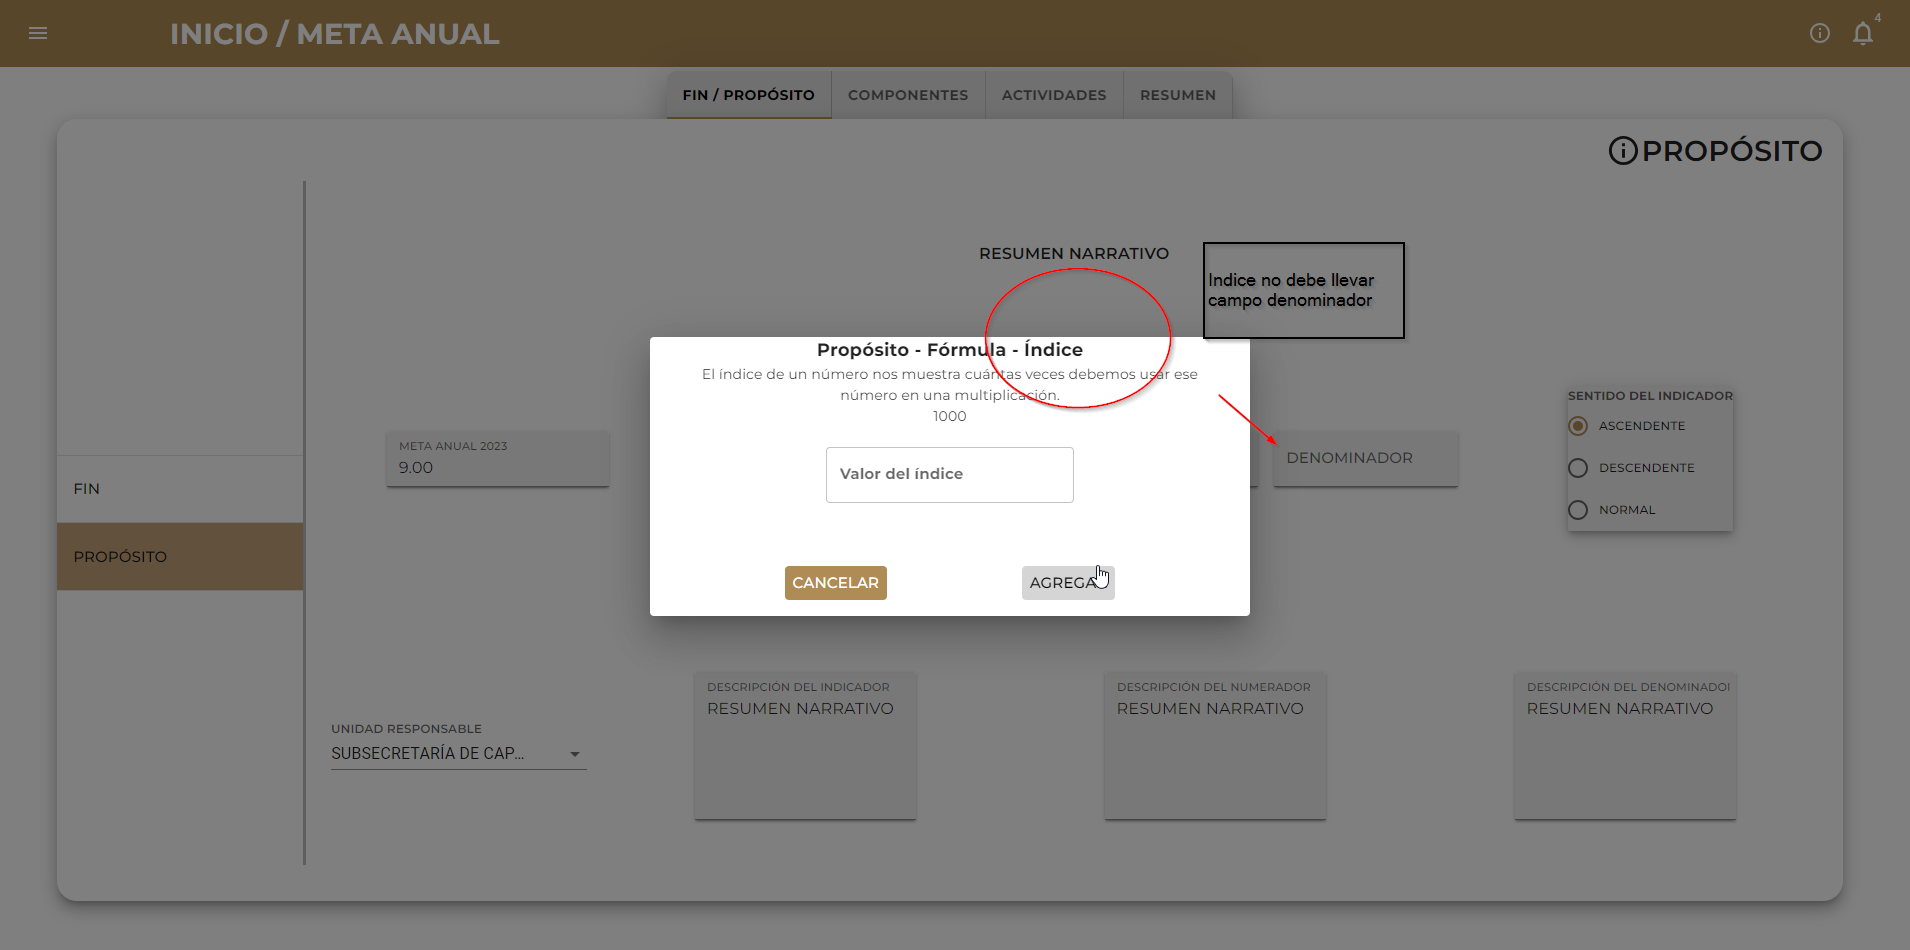 INICIO / META ANUAL
4
FIN / PROPÓSITO
COMPONENTES
ACTIVIDADES
RESUMEN
PROPÓSITO
RESUMEN NARRATIVO
Indice no debe llevar
campo denominador
Propósito - Fórmula - Índice
El índice de un número nos muestra cuántas veces debemos usar ese
número en una multiplicación.
1000
Valor del índice
CANCELAR
AGREGA
META ANUAL 2023
9.00
DENOMINADOR
SENTIDO DEL INDICADOR
ASCENDENTE
DESCENDENTE
NORMAL
FIN
PROPÓSITO
UNIDAD RESPONSABLE
SUBSECRETARÍA DE CAP...
DESCRIPCIÓN DEL INDICADOR
RESUMEN NARRATIVO
DESCRIPCIÓN DEL NUMERADOR
RESUMEN NARRATIVO
DESCRIPCIÓN DEL DENOMINADO
RESUMEN NARRATIVO